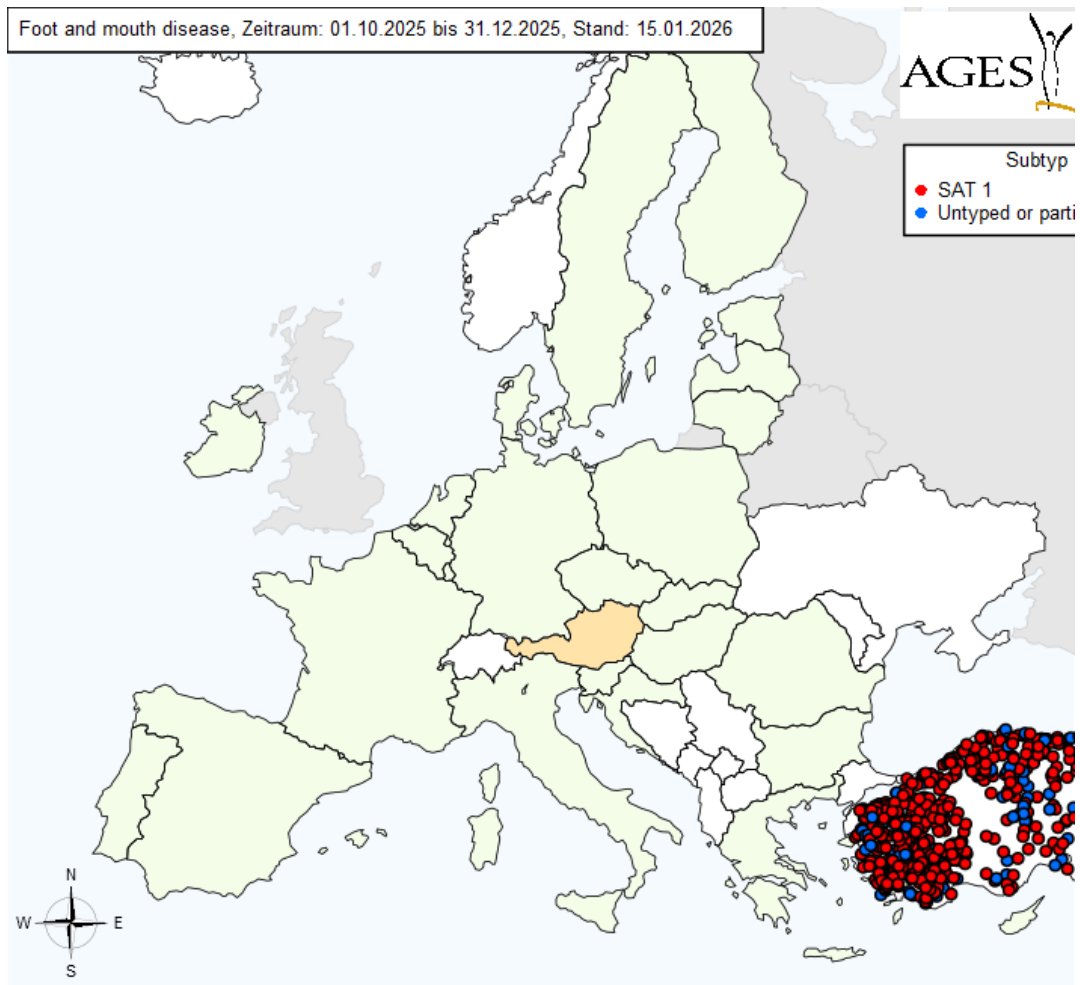 Foot and mouth disease, Zeitraum: 01.10.2025 bis 31.12.2025, Stand: 15.01.2026
AGES
Subtyp
SAT 1
Untyped or parti
N
W E
S